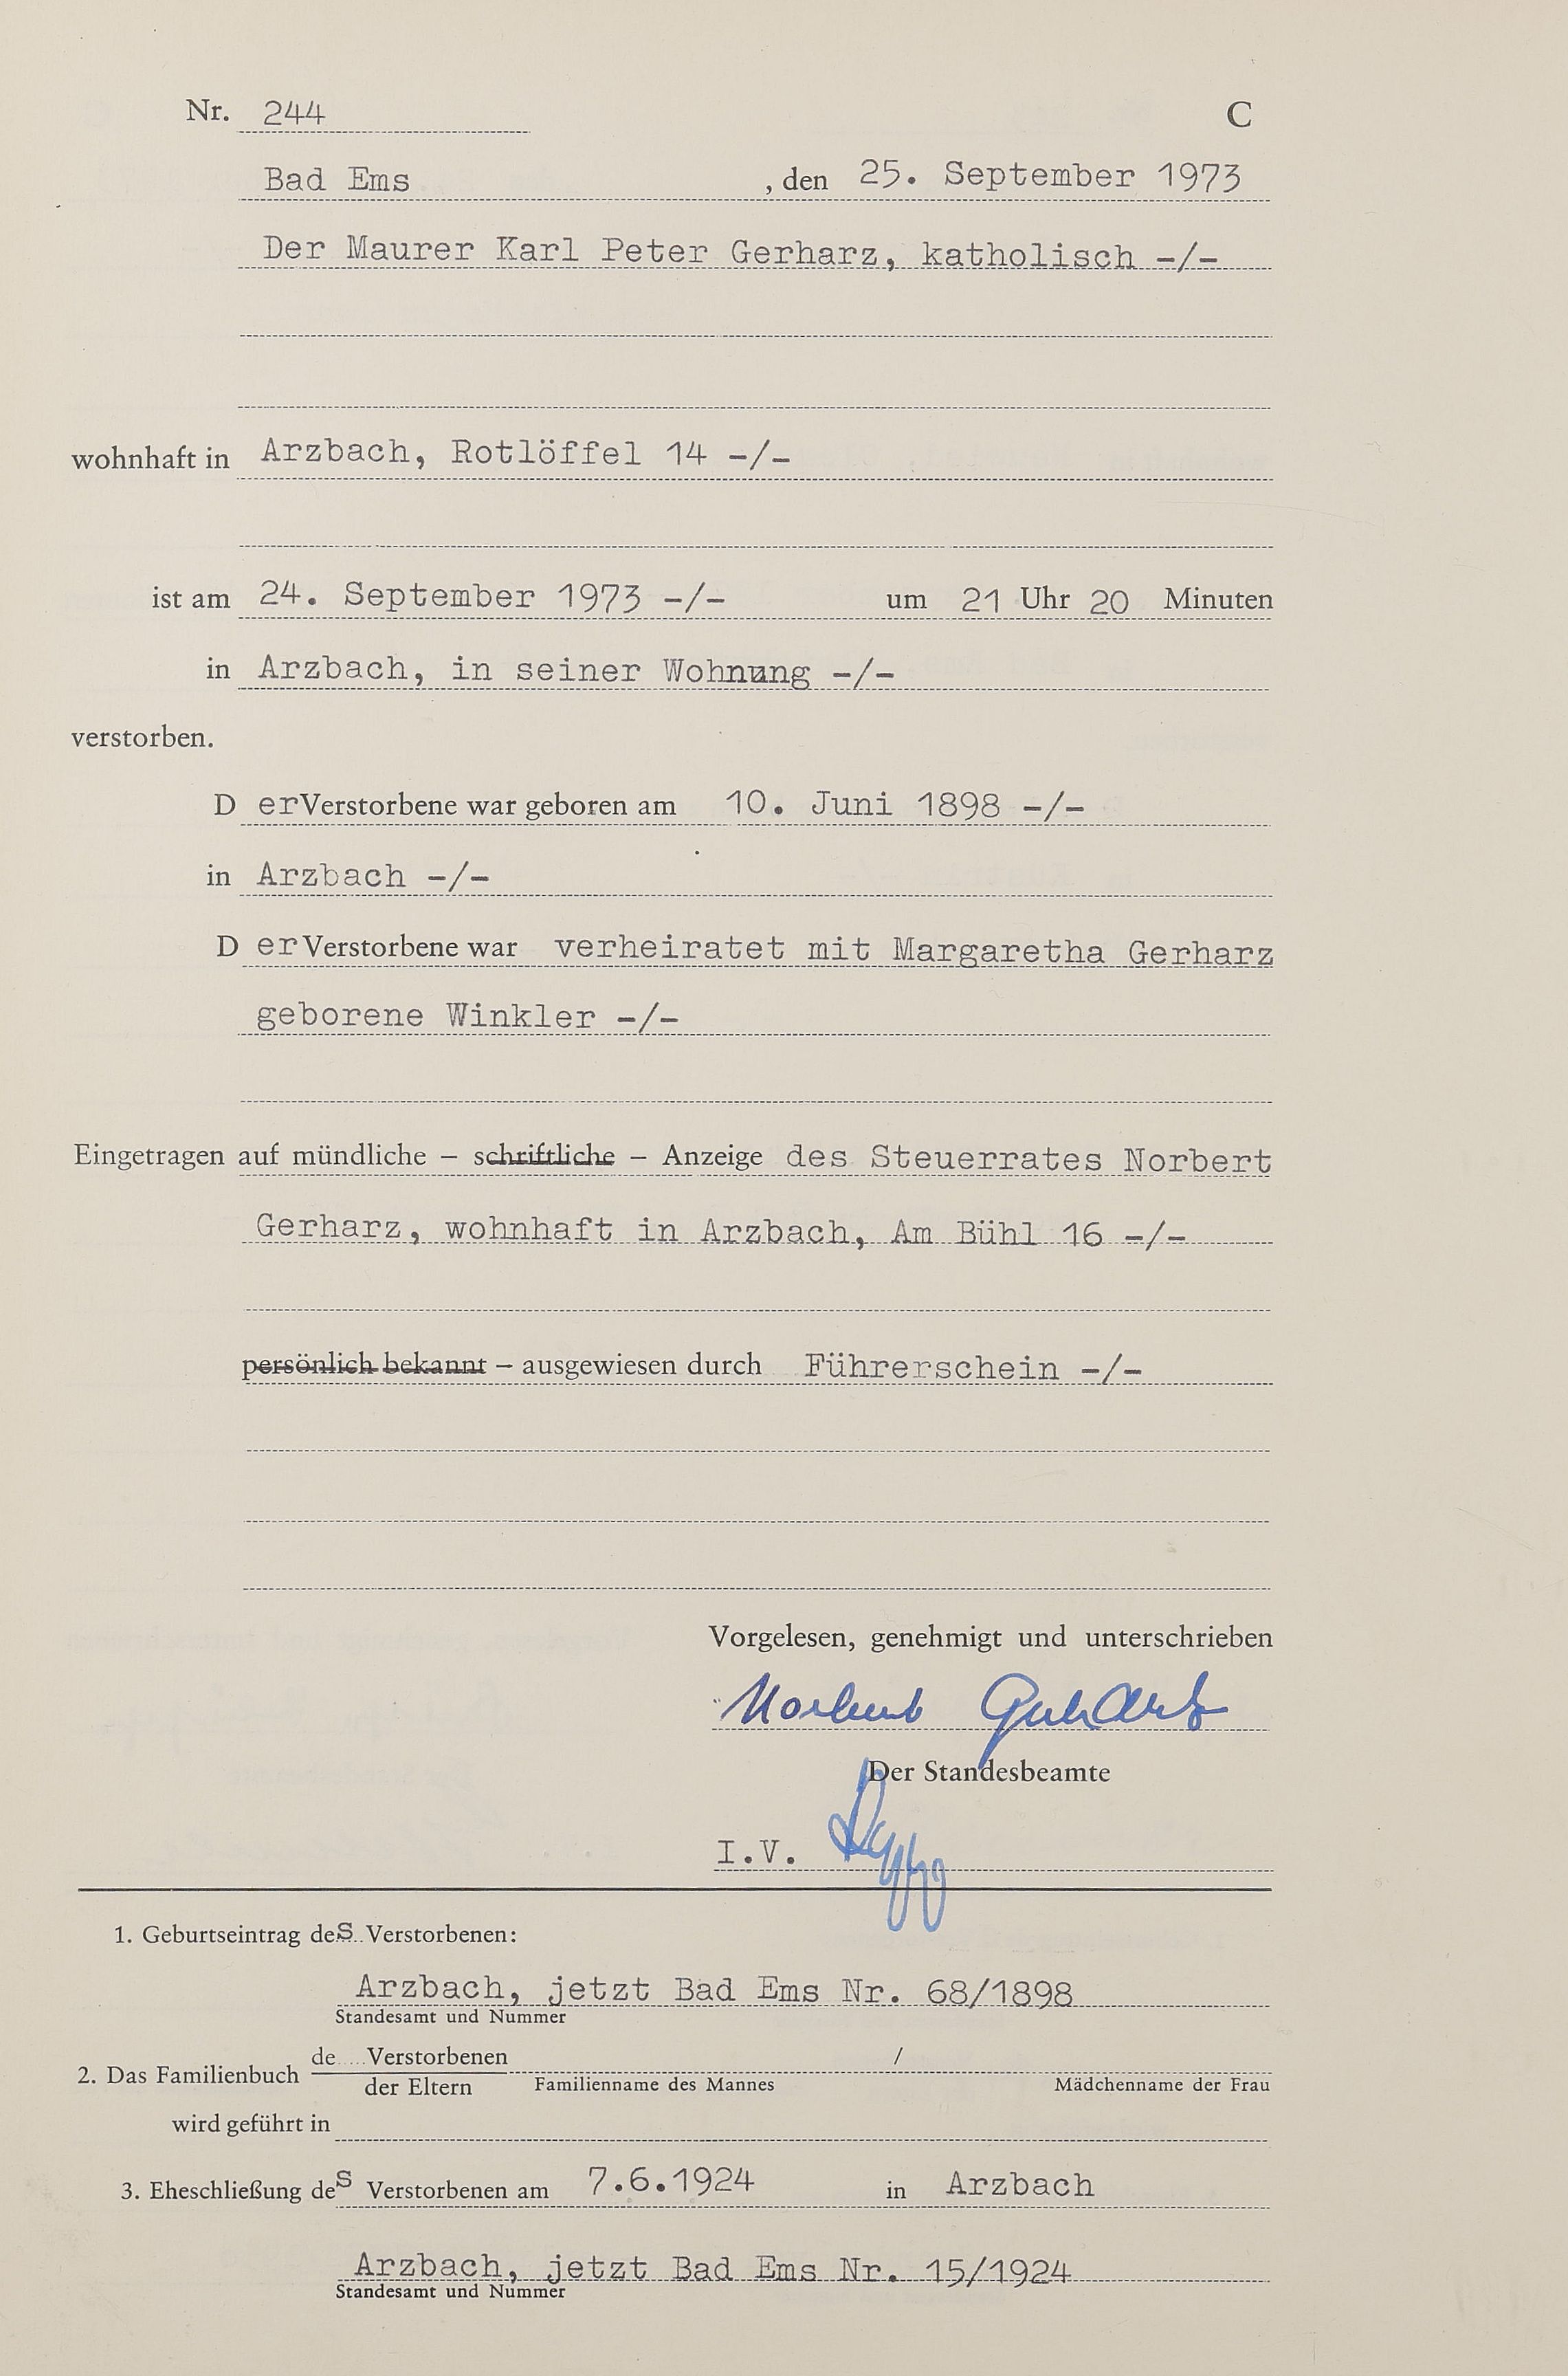 Nr. 244 C
Bad Ems , den 25. September 1973
Der Maurer Karl Peter Gerharz, katholisch -/-
wohnhaft in Arzbach, Rotlöffel 14 -/-
ist am 24. September 1973 -/- um 21 Uhr 20 Minuten
in Arzbach, in seiner Wohnung -/-
verstorben.
D er Verstorbene war geboren am 10. Juni 1898 -/-
in Arzbach -/-
D er Verstorbene war verheiratet mit Margaretha Gerharz
geborene Winkler -/-
Eingetragen auf mündliche – schriftliche – Anzeige des Steuerrates Norbert
Gerharz, wohnhaft in Arzbach, Am Bühl 16 -/-
persönlich bekannt – ausgewiesen durch Führerschein -/-
Vorgelesen, genehmigt und unterschrieben
Norbert Gerharz
Der Standesbeamte
I.V.
1. Geburtseintrag des Verstorbenen:
Arzbach, jetzt Bad Ems Nr. 68/1898
Standesamt und Nummer
de Verstorbenen /
2. Das Familienbuch
der Eltern Familienname des Mannes Mädchenname der Frau
wird geführt in
3. Eheschließung des Verstorbenen am 7.6.1924 in Arzbach
Arzbach, jetzt Bad Ems Nr. 15/1924
Standesamt und Nummer